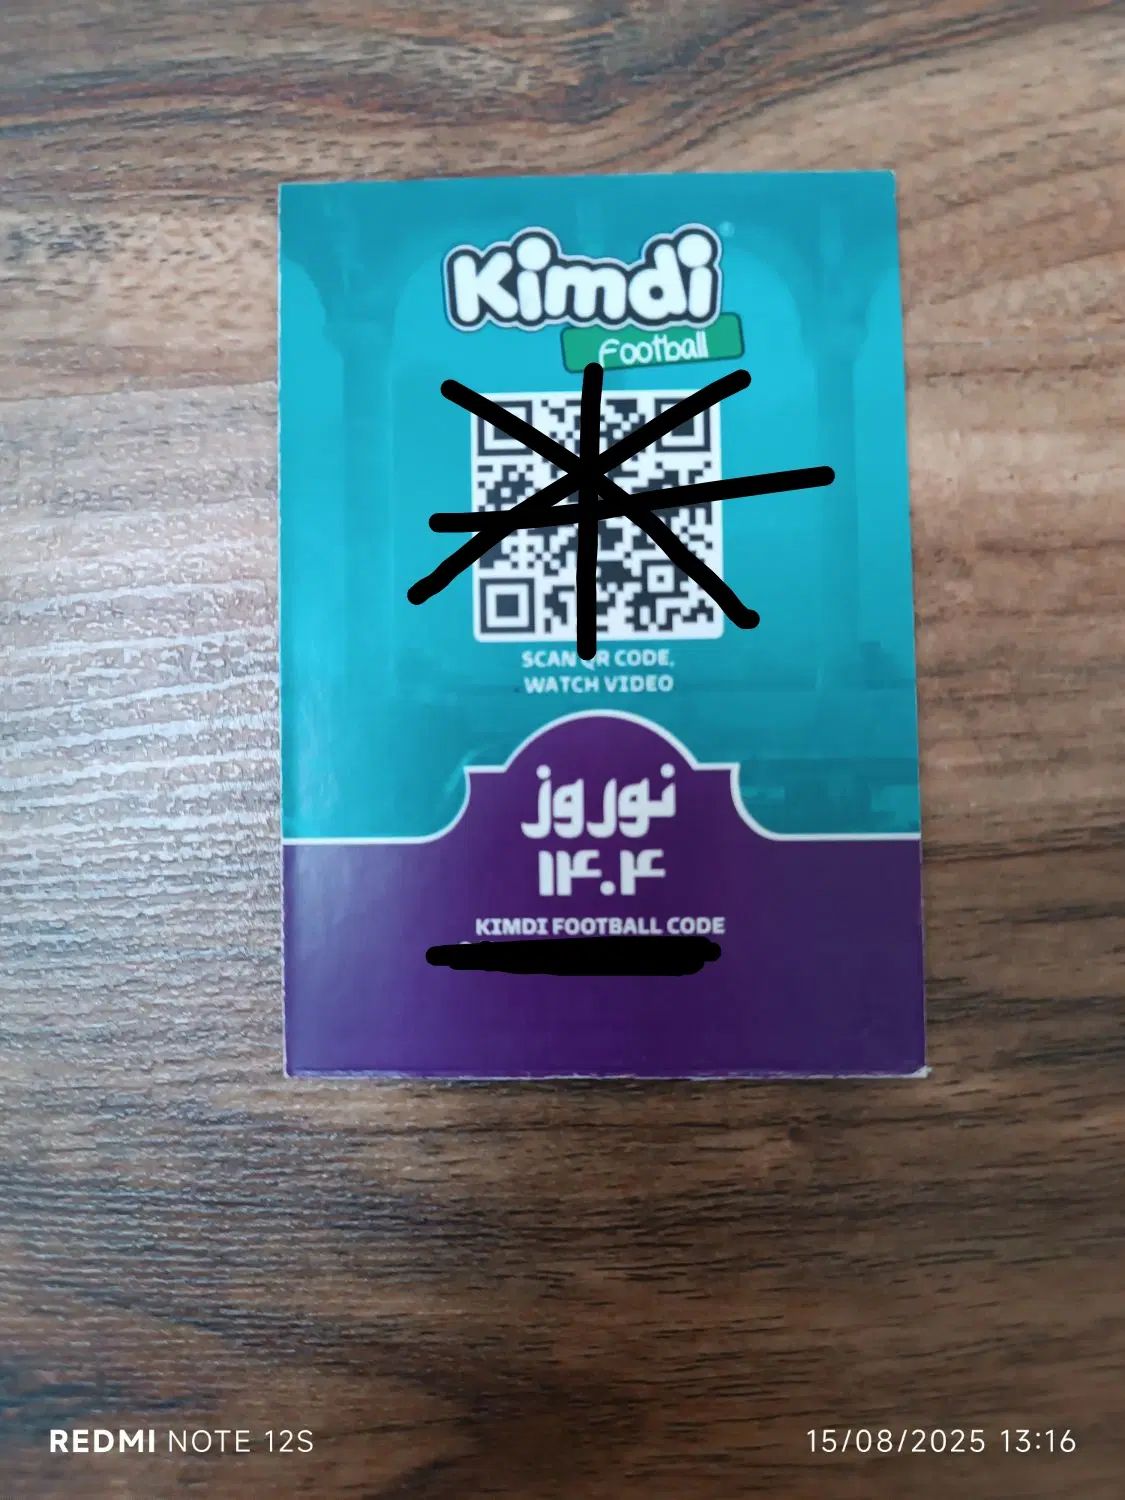 Kimdi®
Football
SCAN QR CODE,
WATCH VIDEO
نوروز
۱۴۰۴
KIMDI FOOTBALL CODE
REDMI NOTE 12S
15/08/2025 13:16